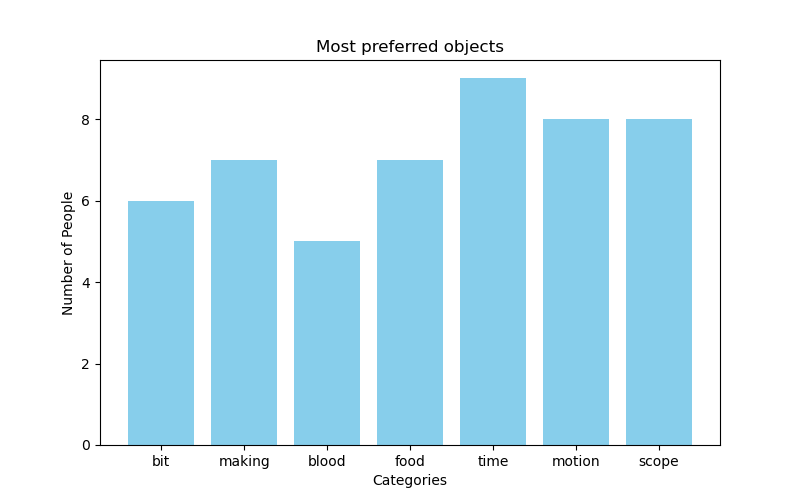 Most preferred objects
Number of People
8
6
4
2
0
bit making blood food time motion scope
Categories